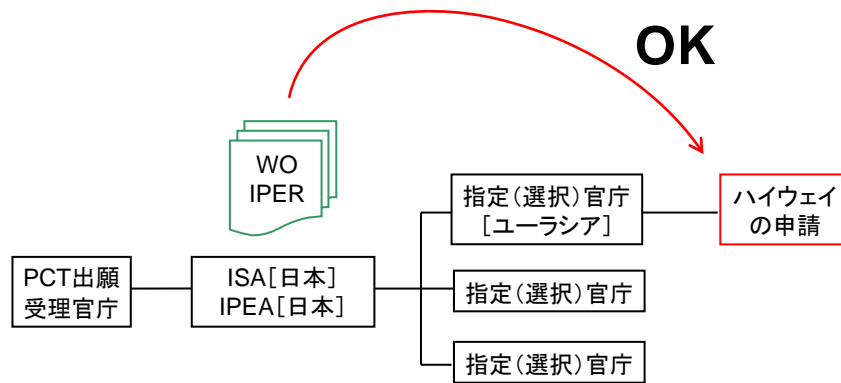 OK
WO
IPER
指定(選択)官庁
[ユーラシア]
ハイウェイ
の申請
PCT出願
受理官庁
ISA[日本]
IPEA[日本]
指定(選択)官庁
指定(選択)官庁